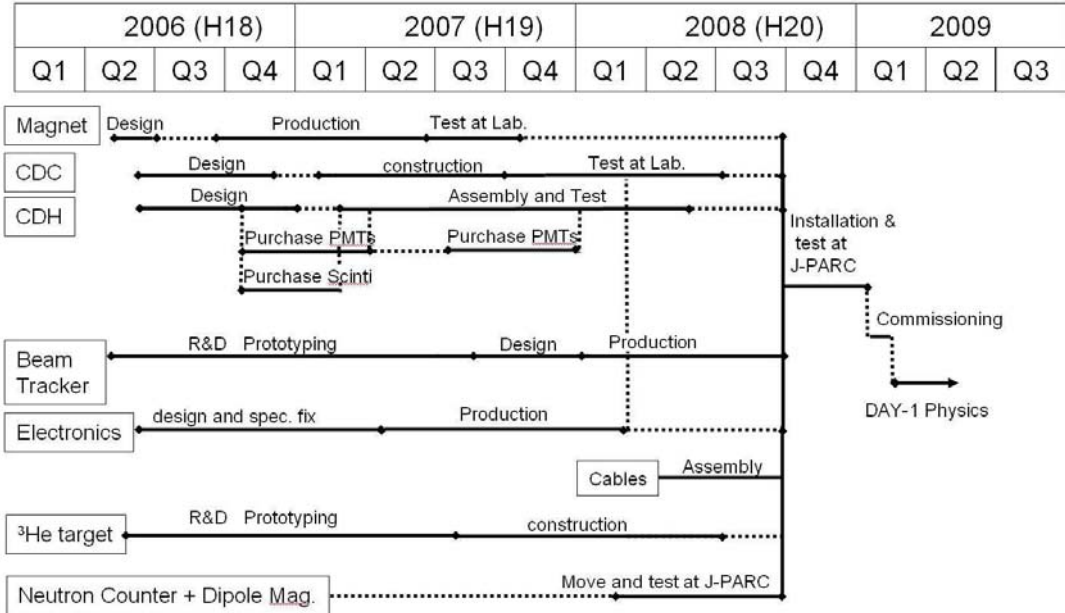 2006 (H18) 2007 (H19) 2008 (H20) 2009
Q1 Q2 Q3 Q4 Q1 Q2 Q3 Q4 Q1 Q2 Q3 Q4 Q1 Q2 Q3
Magnet Design Production Test at Lab.
CDC Design construction Test at Lab.
CDH Design Assembly and Test
Purchase PMTs Purchase PMTs
Purchase Scinti
Installation &
test at
J-PARC
Commissioning
DAY-1 Physics
Beam
Tracker
R&D Prototyping Design Production
Electronics design and spec. fix Production
Cables Assembly
³He target R&D Prototyping construction
Neutron Counter + Dipole Mag. Move and test at J-PARC